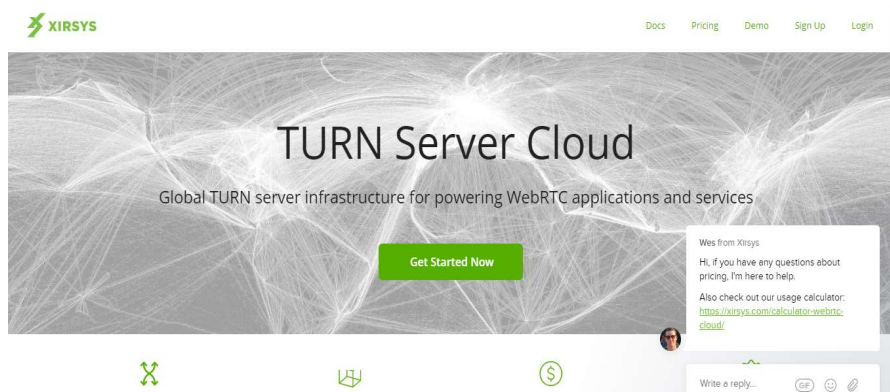 XIRSYS
Docs Pricing Demo Sign Up Login
TURN Server Cloud
Global TURN server infrastructure for powering WebRTC applications and services
Get Started Now
Wes from Xirsys
Hi, if you have any questions about
pricing, I'm here to help.
Also check out our usage calculator:
https://xirsys.com/calculator-webrtc-
cloud/
$
Write a reply...
GIF